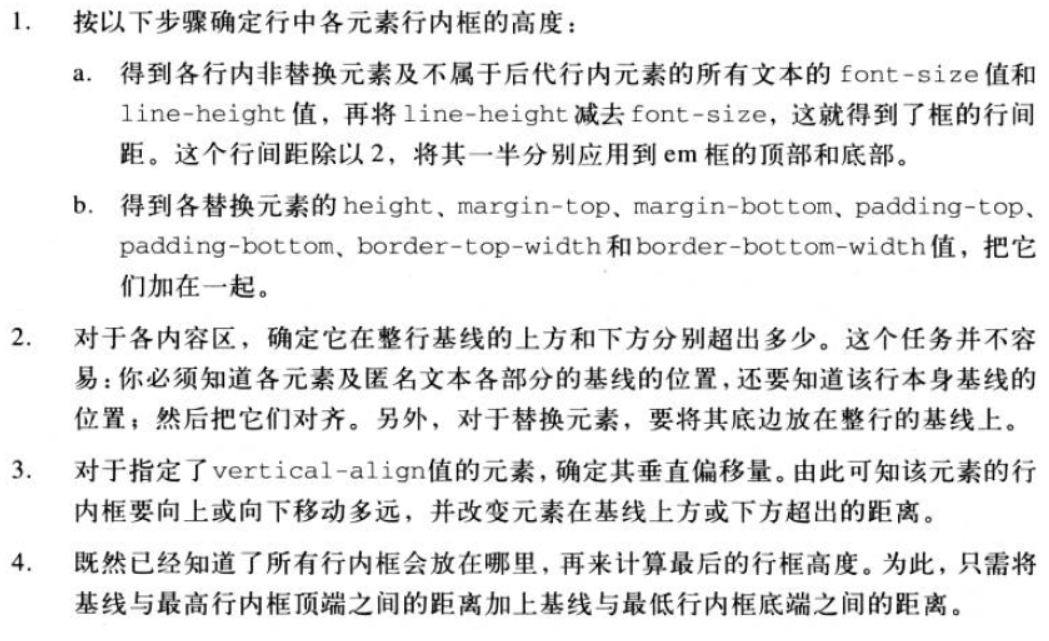 1. 按以下步骤确定行中各元素行内框的高度：
a. 得到各行内非替换元素及不属于后代行内元素的所有文本的 font-size 值和
line-height 值，再将 line-height 减去 font-size，这就得到了框的行间
距。这个行间距除以 2，将其一半分别应用到 em 框的顶部和底部。
b. 得到各替换元素的 height、margin-top、margin-bottom、padding-top、
padding-bottom、border-top-width 和 border-bottom-width 值，把它
们加在一起。
2. 对于各内容区，确定它在整行基线的上方和下方分别超出多少。这个任务并不容
易：你必须知道各元素及匿名文本各部分的基线的位置，还要知道该行本身基线的
位置；然后把它们对齐。另外，对于替换元素，要将其底边放在整行的基线上。
3. 对于指定了 vertical-align 值的元素，确定其垂直偏移量。由此可知该元素的行
内框要向上或向下移动多远，并改变元素在基线上方或下方超出的距离。
4. 既然已经知道了所有行内框会放在哪里，再来计算最后的行框高度。为此，只需将
基线与最高行内框顶端之间的距离加上基线与最低行内框底端之间的距离。